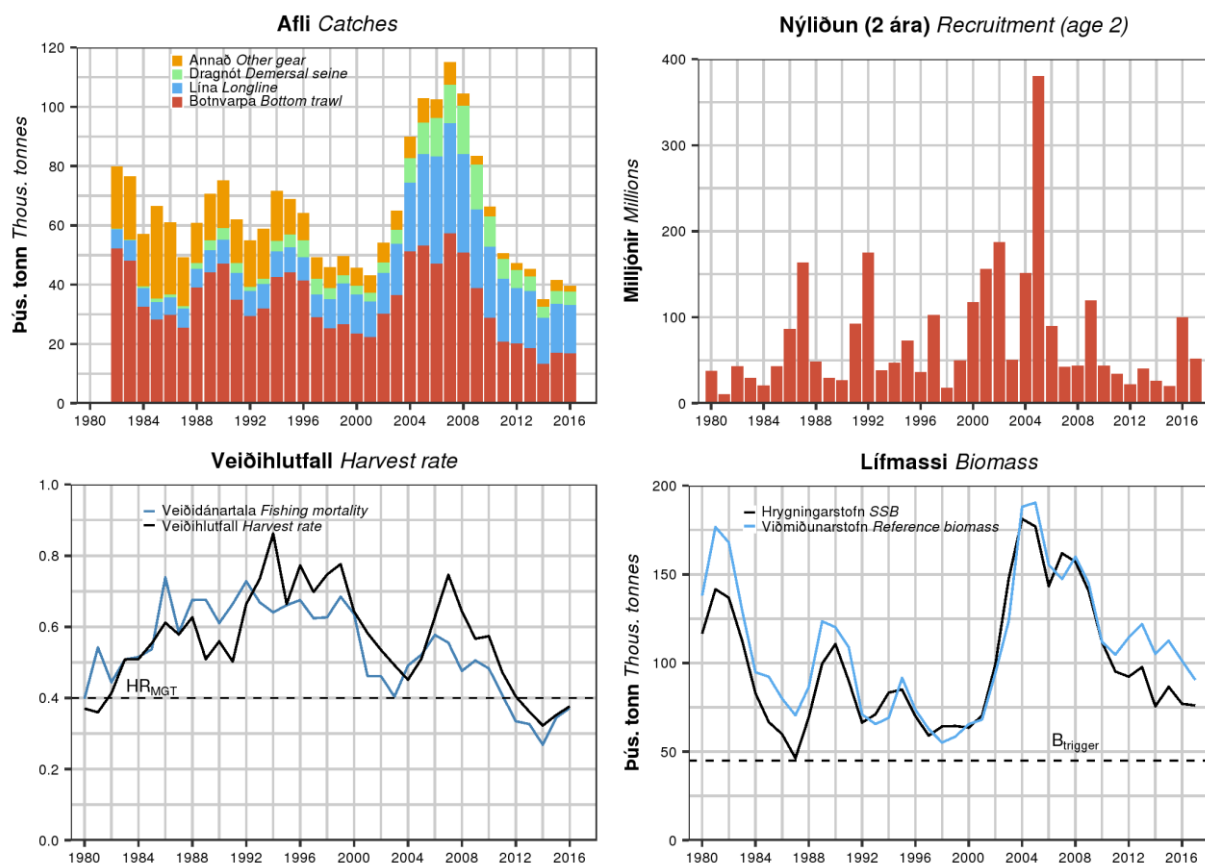 Afli Catches
Þús. tonn Thous. tonnes
120
100
80
60
40
20
0
Annað Other gear
Dragnót Demersal seine
Lína Longline
Botnvarpa Bottom trawl
1980 1984 1988 1992 1996 2000 2004 2008 2012 2016
Nýliðun (2 ára) Recruitment (age 2)
Milljónir Millions
400
300
200
100
0
1980 1984 1988 1992 1996 2000 2004 2008 2012 2016
Veiðihlutfall Harvest rate
1.0
0.8
0.6
0.4
0.2
0.0
Veiðidánartala Fishing mortality
Veiðihlutfall Harvest rate
HRMGT
1980 1984 1988 1992 1996 2000 2004 2008 2012 2016
Lífmassi Biomass
Þús. tonn Thous. tonnes
200
150
100
50
0
Hrygningarstofn SSB
Viðmiðunarstofn Reference biomass
Btrigger
1980 1984 1988 1992 1996 2000 2004 2008 2012 2016